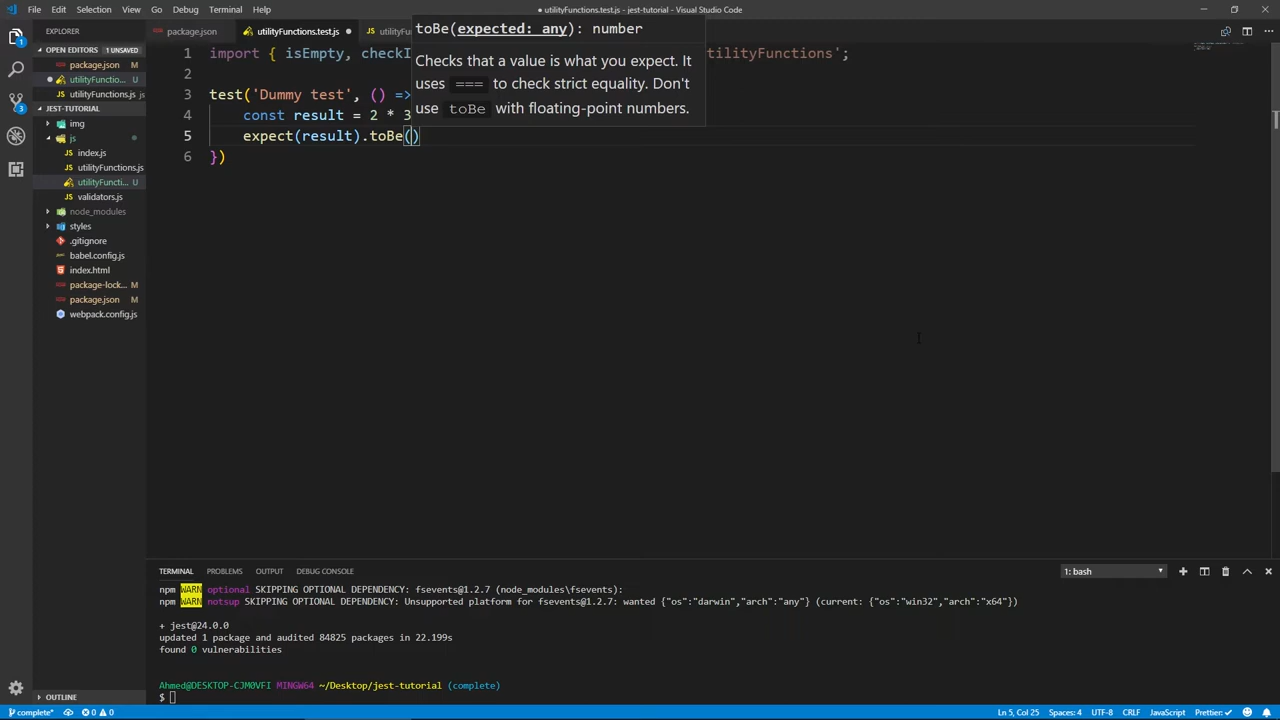 File Edit Selection View Go Debug Terminal Help
● utilityFunctions.test.js - jest-tutorial - Visual Studio Code
EXPLORER
OPEN EDITORS 1 UNSAVED
package.json M
utilityFunctio... U
utilityFunctions.js U
JEST-TUTORIAL
img
js
index.js
utilityFunctions.js U
utilityFuncti... U
validators.js
node_modules
styles
.gitignore
babel.config.js
index.html
package-lock... M
package.json M
webpack.config.js
OUTLINE
package.json utilityFunctions.test.js ● utilityFu
toBe(expected: any): number
Checks that a value is what you expect. It
uses === to check strict equality. Don't
use toBe with floating-point numbers.
1 import { isEmpty, checkI tilityFunctions';
2
3 test('Dummy test', () =>
4 const result = 2 * 3
5 expect(result).toBe()
6 })
TERMINAL PROBLEMS OUTPUT DEBUG CONSOLE 1: bash
npm WARN optional SKIPPING OPTIONAL DEPENDENCY: fsevents@1.2.7 (node_modules\fsevents):
npm WARN notsup SKIPPING OPTIONAL DEPENDENCY: Unsupported platform for fsevents@1.2.7: wanted {"os":"darwin","arch":"any"} (current: {"os":"win32","arch":"x64"})
+ jest@24.0.0
updated 1 package and audited 84825 packages in 22.199s
found 0 vulnerabilities
Ahmed@DESKTOP-CJM0VFI MINGW64 ~/Desktop/jest-tutorial (complete)
$
complete* 0 0 Ln 5, Col 25 Spaces: 4 UTF-8 CRLF JavaScript Prettier: ✓